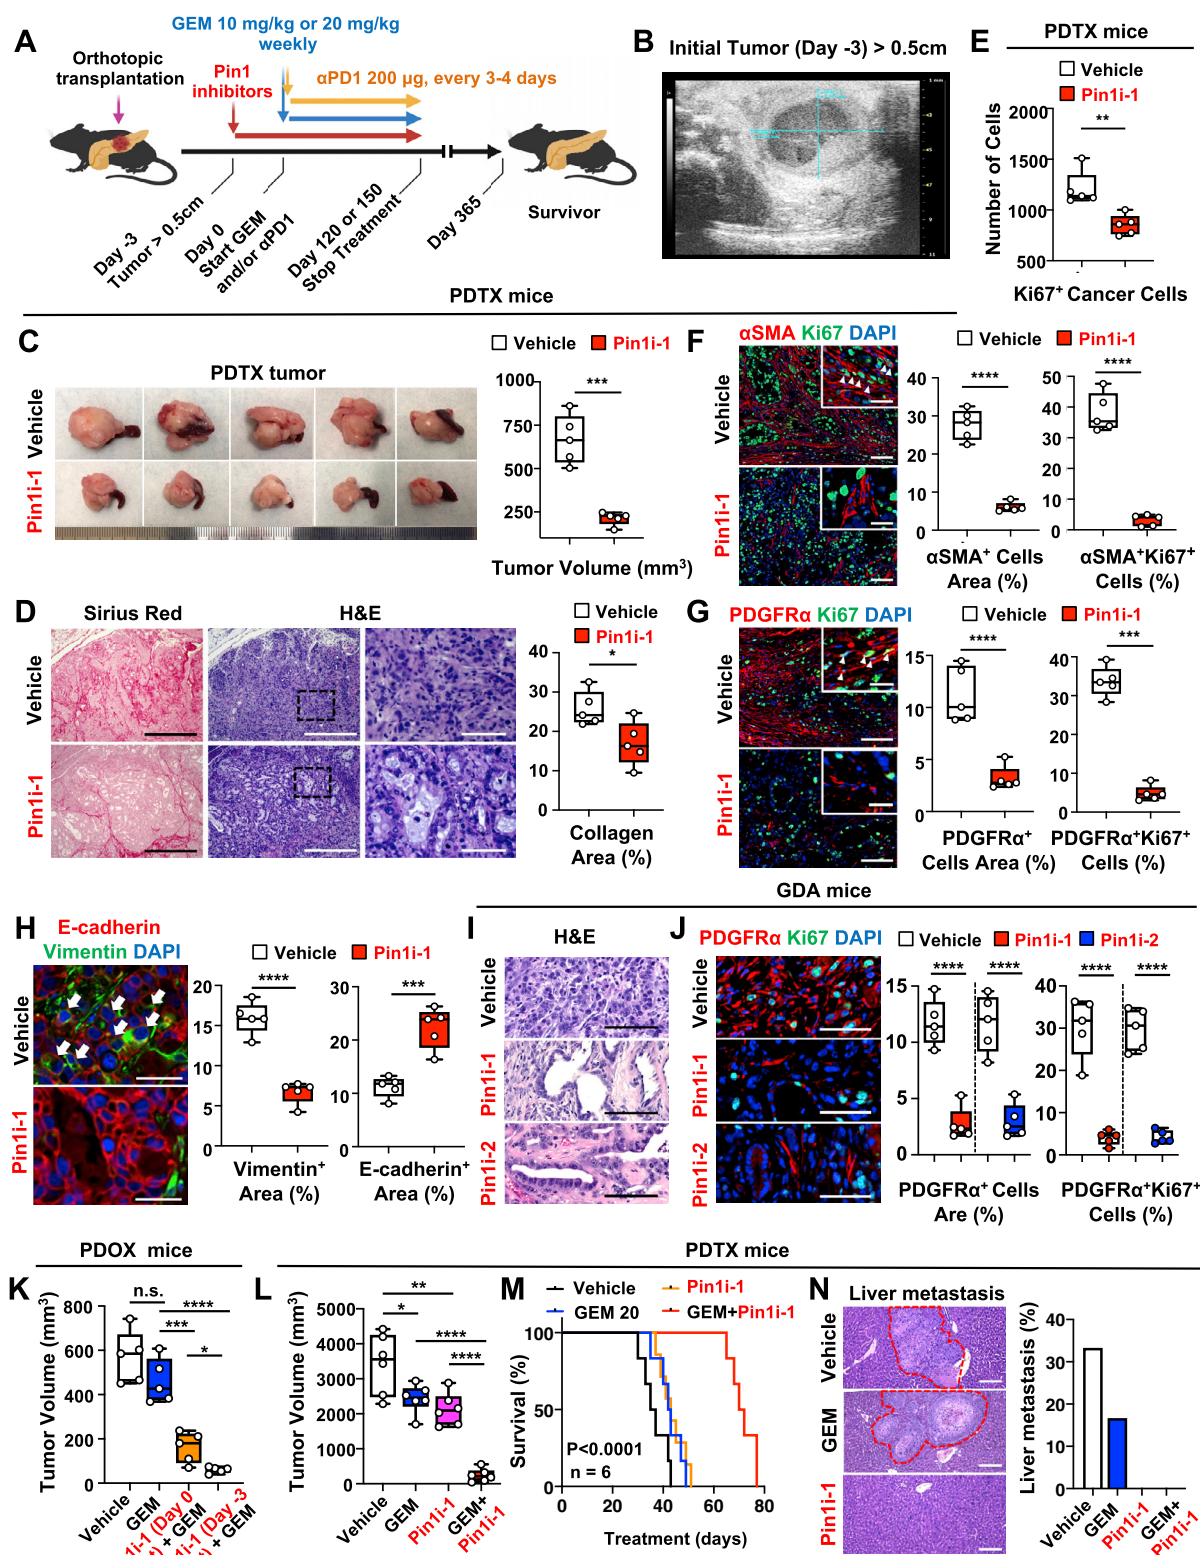 A
GEM 10 mg/kg or 20 mg/kg
weekly
Orthotopic
transplantation
Pin1
inhibitors
αPD1 200 µg, every 3-4 days
Day -3
Tumor > 0.5cm
Day 0
Start GEM
and/or αPD1
Day 120 or 150
Stop Treatment
Day 365
Survivor
B
Initial Tumor (Day -3) > 0.5cm
E
PDTX mice
Vehicle
Pin1i-1
Number of Cells
2000
1500
1000
500
**
Ki67+ Cancer Cells
PDTX mice
C
PDTX tumor
Vehicle
Pin1i-1
Vehicle
Pin1i-1
1000
750
500
250
***
Tumor Volume (mm3)
F
αSMA Ki67 DAPI
Vehicle
Pin1i-1
Vehicle
Pin1i-1
40
30
20
10
0
****
αSMA+ Cells
Area (%)
50
40
30
20
10
0
****
αSMA+Ki67+
Cells (%)
D
Sirius Red
H&E
Vehicle
Pin1i-1
Vehicle
Pin1i-1
40
30
20
10
0
*
Collagen
Area (%)
G
PDGFRα Ki67 DAPI
Vehicle
Pin1i-1
Vehicle
Pin1i-1
15
10
5
0
****
PDGFRα+
Cells Area (%)
40
30
20
10
0
***
PDGFRα+Ki67+
Cells (%)
H
E-cadherin
Vimentin DAPI
Vehicle
Pin1i-1
Vehicle
Pin1i-1
20
15
10
5
0
****
Vimentin+
Area (%)
30
20
10
0
***
E-cadherin+
Area (%)
GDA mice
I
H&E
Vehicle
Pin1i-1
Pin1i-2
J
PDGFRα Ki67 DAPI
Vehicle
Pin1i-1
Pin1i-2
Vehicle
Pin1i-1
Pin1i-2
15
10
5
0
****
****
PDGFRα+ Cells
Are (%)
40
30
20
10
0
****
****
PDGFRα+Ki67+
Cells (%)
PDOX mice
K
Tumor Volume (mm3)
800
600
400
200
0
n.s.
****
***
*
Vehicle
GEM
1i-1 (Day 0
+ GEM
1i-1 (Day -3
+ GEM
PDTX mice
L
Tumor Volume (mm3)
5000
4000
3000
2000
1000
0
**
*
****
****
Vehicle
GEM
Pin1i-1
GEM+
Pin1i-1
M
Vehicle
Pin1i-1
GEM 20
GEM+Pin1i-1
Survival (%)
100
50
0
P<0.0001
n = 6
0
20
40
60
80
Treatment (days)
N
Liver metastasis
Vehicle
GEM
Pin1i-1
Liver metastasis (%)
40
30
20
10
0
Vehicle
GEM
Pin1i-1
GEM+
Pin1i-1